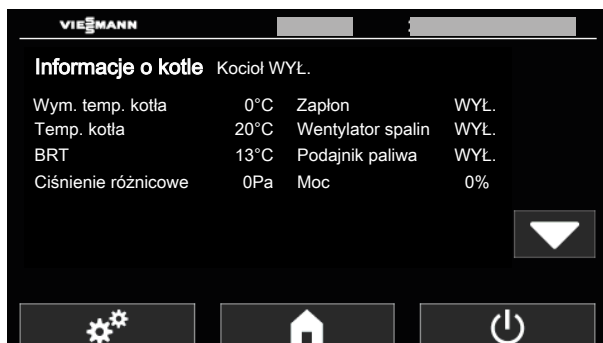 VIESMANN
Informacje o kotle Kocioł WYŁ.
Wym. temp. kotła 0°C Zapłon WYŁ.
Temp. kotła 20°C Wentylator spalin WYŁ.
BRT 13°C Podajnik paliwa WYŁ.
Ciśnienie różnicowe 0Pa Moc 0%